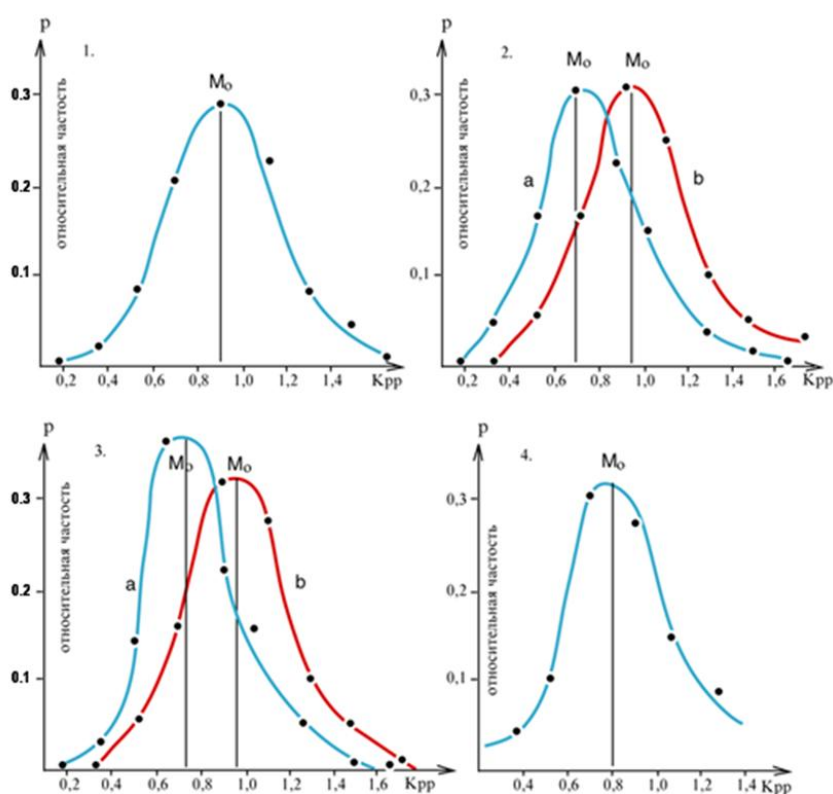 p
1.
Mo
0.3
0.2
0.1
относительная частость
0,2 0,4 0,6 0,8 1,0 1,2 1,4 Kpp
p
2.
Mo Mo
0,3
0,2
0,1
относительная частость
a
b
0,2 0,4 0,6 0,8 1,0 1,2 1,4 1,6 Kpp
p
3.
Mo Mo
0.3
0.2
0.1
относительная частость
a
b
0,2 0,4 0,6 0,8 1,0 1,2 1,4 1,6 Kpp
p
4.
Mo
0,3
0,2
0,1
относительная частость
0,4 0,6 0,8 1,0 1,2 1,4 Kpp